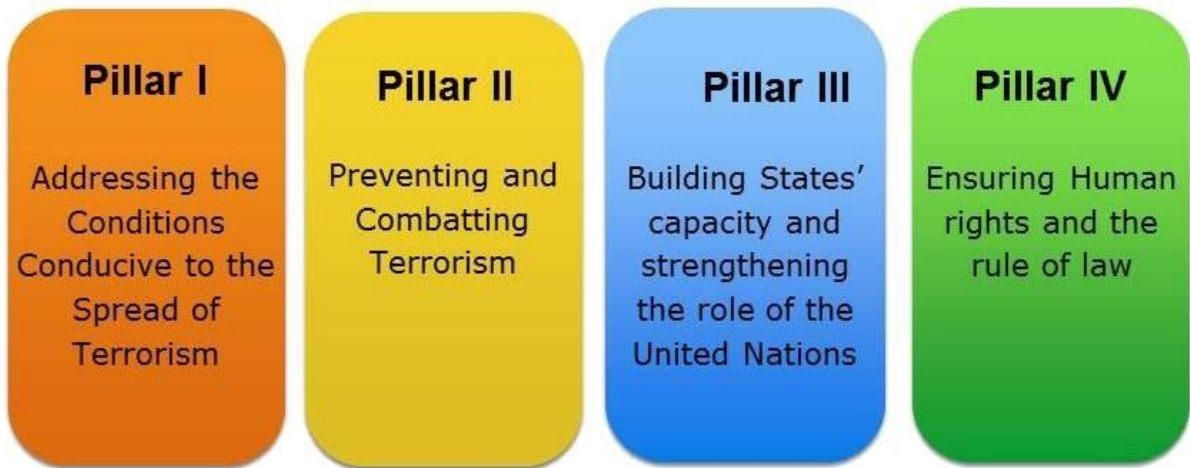 Pillar I
Addressing the
Conditions
Conducive to the
Spread of
Terrorism
Pillar II
Preventing and
Combatting
Terrorism
Pillar III
Building States’
capacity and
strengthening
the role of the
United Nations
Pillar IV
Ensuring Human
rights and the
rule of law